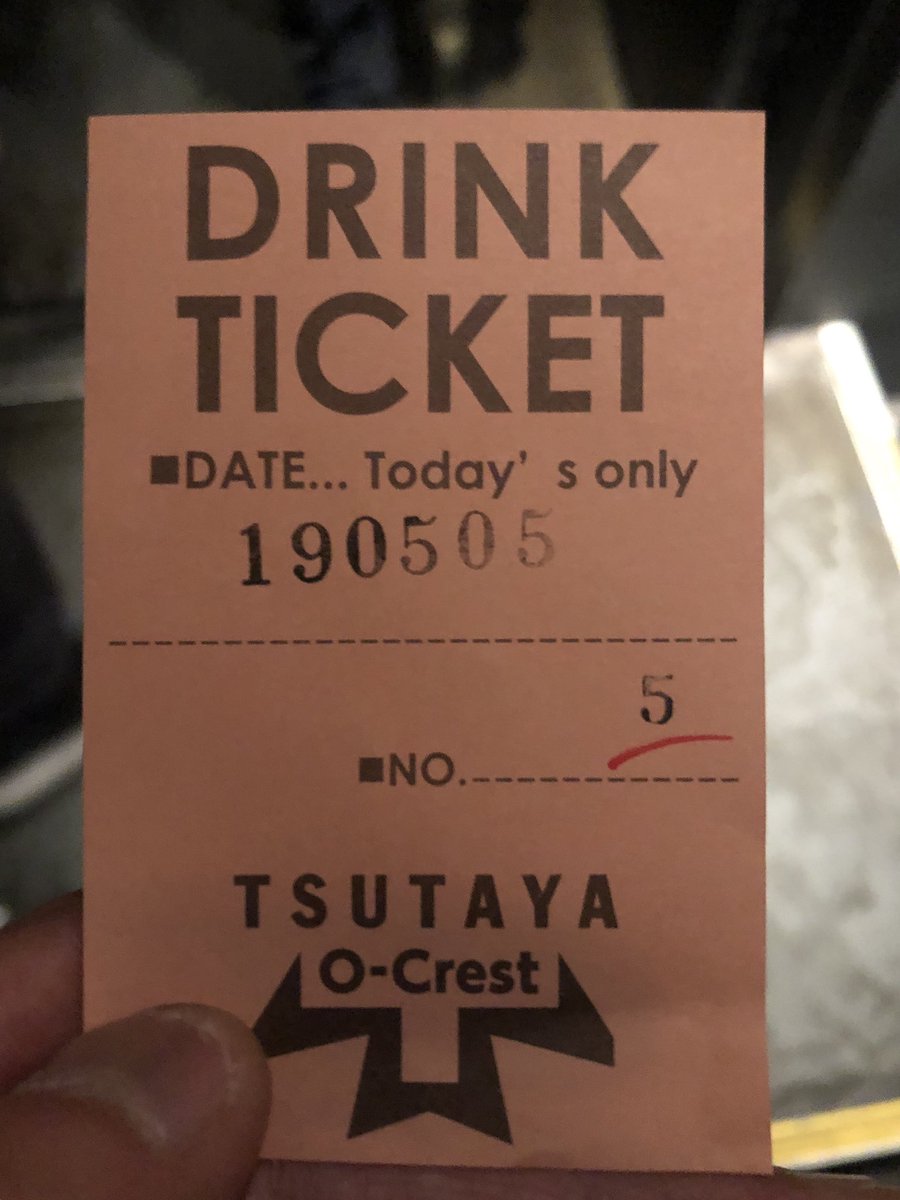 DRINK
TICKET
■DATE... Today' s only
190505
5
■NO.
TSUTAYA
O-Crest